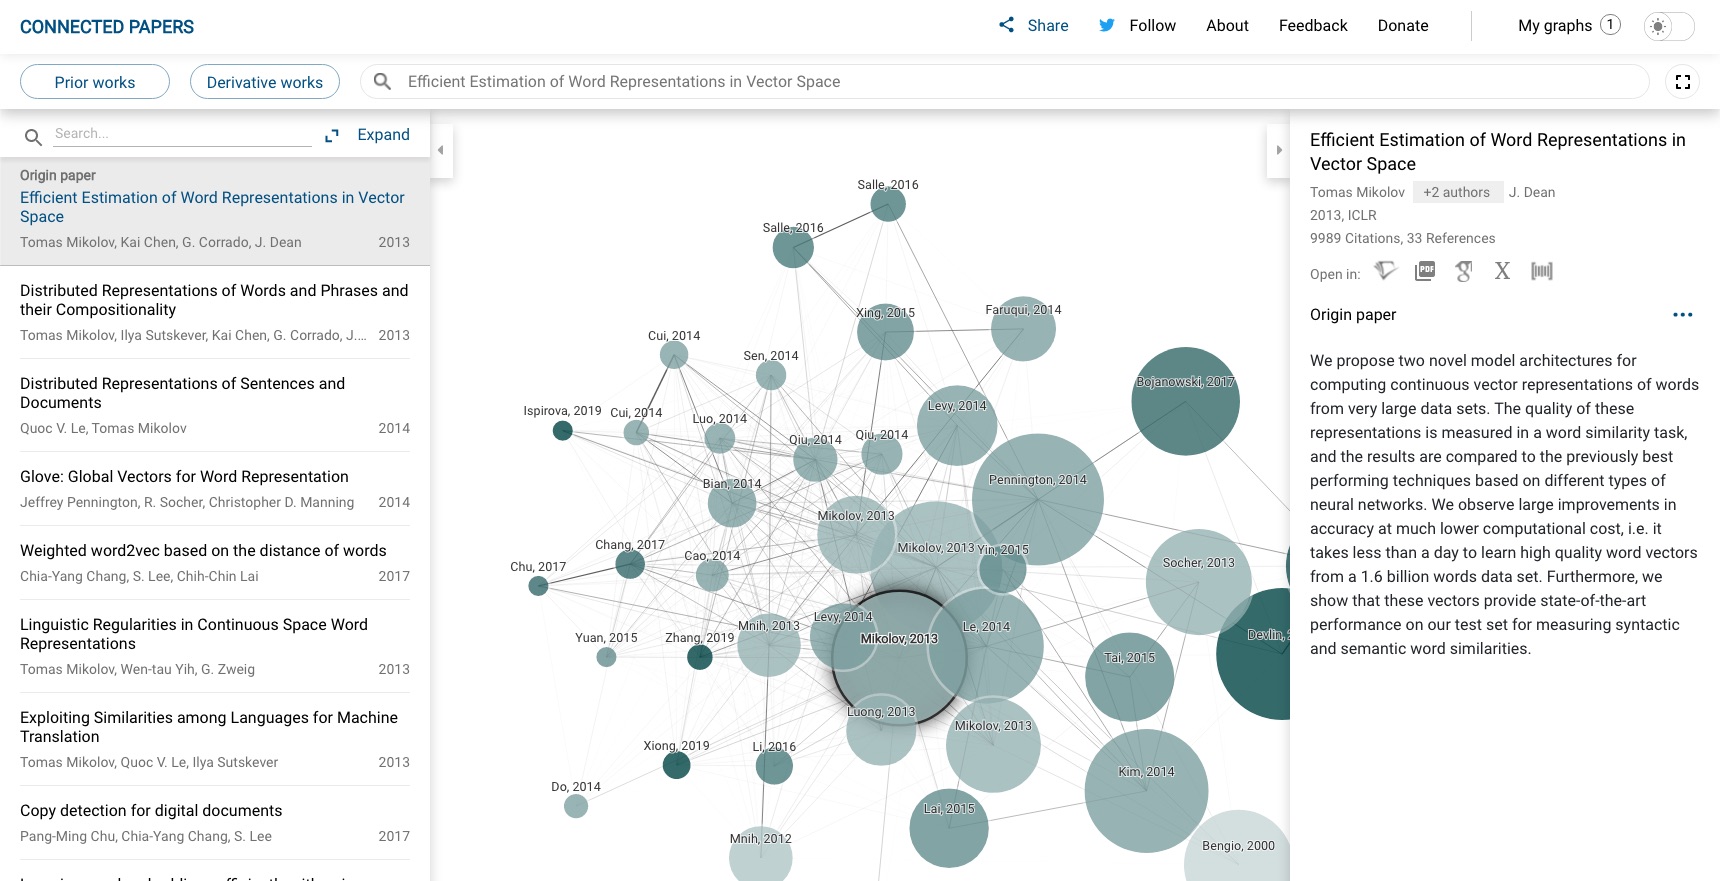 CONNECTED PAPERS
Share
Follow
About
Feedback
Donate
My graphs 1
Prior works
Derivative works
Efficient Estimation of Word Representations in Vector Space
Search...
Expand
Origin paper
Efficient Estimation of Word Representations in Vector
Space
Tomas Mikolov, Kai Chen, G. Corrado, J. Dean 2013
Distributed Representations of Words and Phrases and
their Compositionality
Tomas Mikolov, Ilya Sutskever, Kai Chen, G. Corrado, J.... 2013
Distributed Representations of Sentences and
Documents
Quoc V. Le, Tomas Mikolov 2014
Glove: Global Vectors for Word Representation
Jeffrey Pennington, R. Socher, Christopher D. Manning 2014
Weighted word2vec based on the distance of words
Chia-Yang Chang, S. Lee, Chih-Chin Lai 2017
Linguistic Regularities in Continuous Space Word
Representations
Tomas Mikolov, Wen-tau Yih, G. Zweig 2013
Exploiting Similarities among Languages for Machine
Translation
Tomas Mikolov, Quoc V. Le, Ilya Sutskever 2013
Copy detection for digital documents
Pang-Ming Chu, Chia-Yang Chang, S. Lee 2017
Salle, 2016
Salle, 2016
Xing, 2015
Faruqui, 2014
Cui, 2014
Sen, 2014
Bojanowski, 2017
Levy, 2014
Ispirova, 2019
Cui, 2014
Luo, 2014
Qiu, 2014
Qiu, 2014
Pennington, 2014
Bian, 2014
Mikolov, 2013
Chang, 2017
Cao, 2014
Mikolov, 2013
Yin, 2015
Chu, 2017
Socher, 2013
Levy, 2014
Mnih, 2013
Le, 2014
Yuan, 2015
Zhang, 2019
Mikolov, 2013
Devlin,
Tai, 2015
Luong, 2013
Mikolov, 2013
Xiong, 2019
Li, 2016
Kim, 2014
Do, 2014
Lai, 2015
Mnih, 2012
Bengio, 2000
Efficient Estimation of Word Representations in
Vector Space
Tomas Mikolov +2 authors J. Dean
2013, ICLR
9989 Citations, 33 References
Open in: PDF X
Origin paper
We propose two novel model architectures for
computing continuous vector representations of words
from very large data sets. The quality of these
representations is measured in a word similarity task,
and the results are compared to the previously best
performing techniques based on different types of
neural networks. We observe large improvements in
accuracy at much lower computational cost, i.e. it
takes less than a day to learn high quality word vectors
from a 1.6 billion words data set. Furthermore, we
show that these vectors provide state-of-the-art
performance on our test set for measuring syntactic
and semantic word similarities.